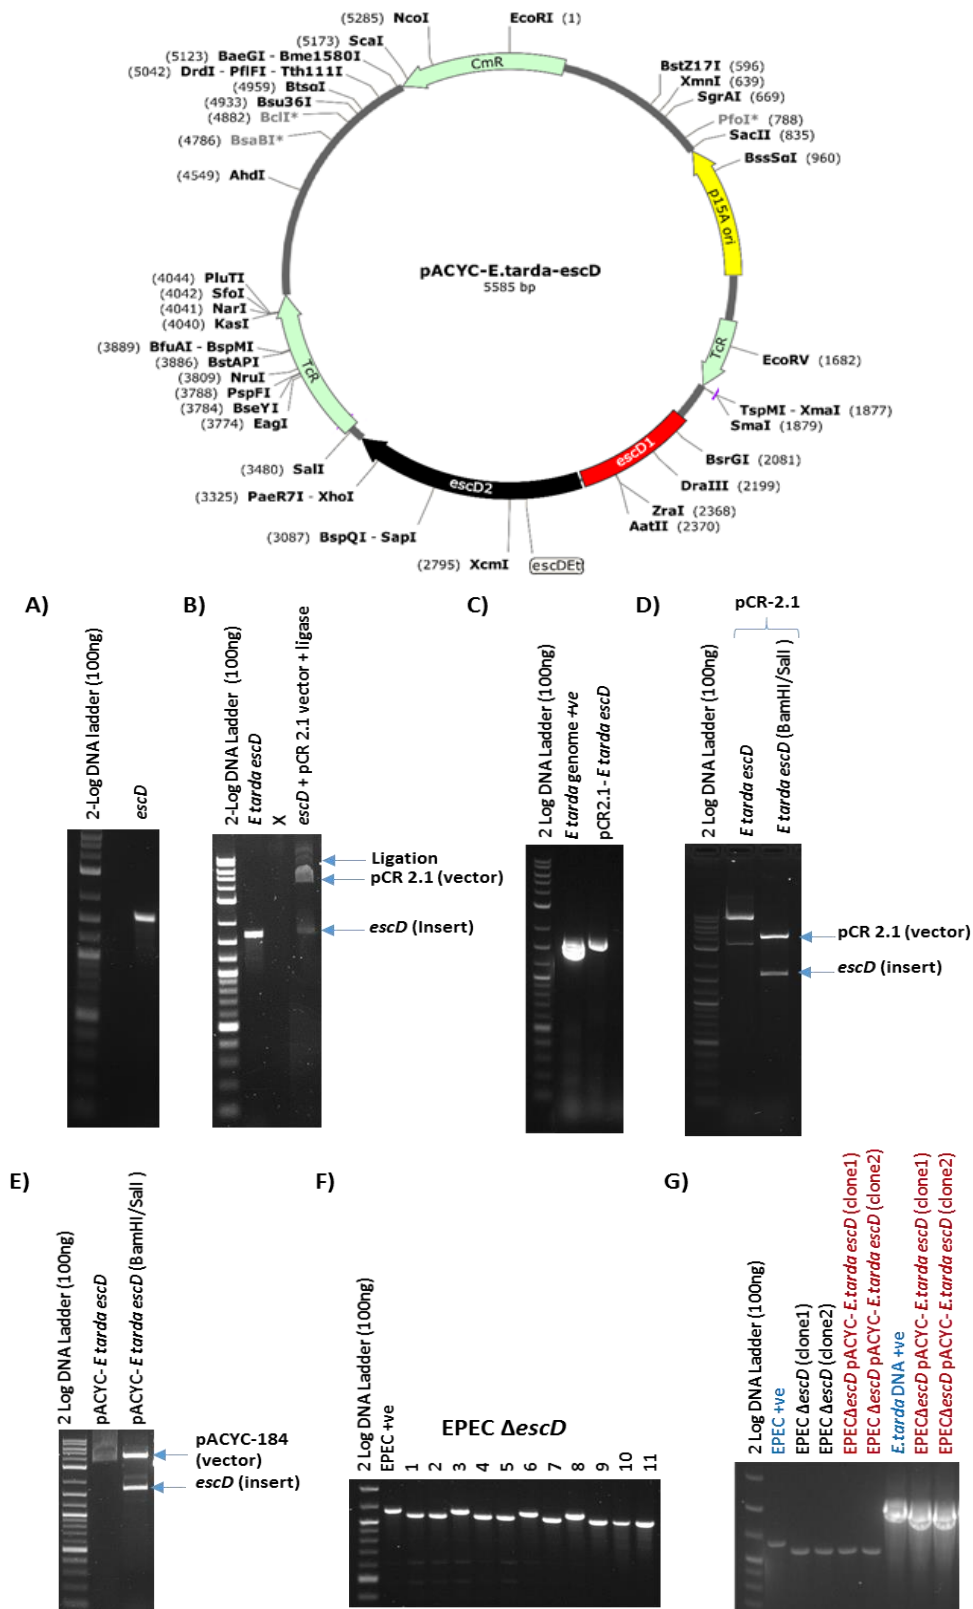 (5285) NcoI
EcoRI (1)
(5173) ScaI
CmR
(5123) BaeGI - Bme1580I
(5042) DrdI - PflFI - Tth111I
(4959) BtsαI
(4933) Bsu36I
(4882) BclI*
(4786) BsaBI*
(4549) AhdI
BstZ17I (596)
XmnI (639)
SgrAI (669)
PfoI* (788)
SacII (835)
BssSαI (960)
p15A ori
pACYC-E.tarda-escD
5585 bp
(4044) PluTI
(4042) SfoI
(4041) NarI
(4040) KasI
(3889) BfuAI - BspMI
(3886) BstAPI
(3809) NruI
(3788) PspFI
(3784) BseYI
(3774) EagI
TcR
TcR
EcoRV (1682)
TspMI - XmaI (1877)
SmaI (1879)
BsrGI (2081)
DraIII (2199)
ZraI (2368)
AatII (2370)
escD1
escD2
(3480) SalI
(3325) PaeR7I - XhoI
(3087) BspQI - SapI
(2795) XcmI
escDEt
A)
2-Log DNA ladder (100ng)
escD
B)
2-Log DNA Ladder (100ng)
E tarda escD
X
escD + pCR 2.1 vector + ligase
Ligation
pCR 2.1 (vector)
escD (Insert)
C)
2 Log DNA Ladder (100ng)
E tarda genome +ve
pCR2.1- E tarda escD
D)
pCR-2.1
2 Log DNA Ladder (100ng)
E tarda escD
E tarda escD (BamHI/SalI )
pCR 2.1 (vector)
escD (insert)
E)
2 Log DNA Ladder (100ng)
pACYC- E tarda escD
pACYC- E tarda escD (BamHI/SalI )
pACYC-184
(vector)
escD (insert)
F)
2 Log DNA Ladder (100ng)
EPEC +ve
EPEC ΔescD
1 2 3 4 5 6 7 8 9 10 11
G)
2 Log DNA Ladder (100ng)
EPEC +ve
EPEC ΔescD (clone1)
EPEC ΔescD (clone2)
EPECΔescD pACYC- E.tarda escD (clone1)
EPEC ΔescD pACYC- E.tarda escD (clone2)
E.tarda DNA +ve
EPECΔescD pACYC- E.tarda escD (clone1)
EPECΔescD pACYC- E.tarda escD (clone2)